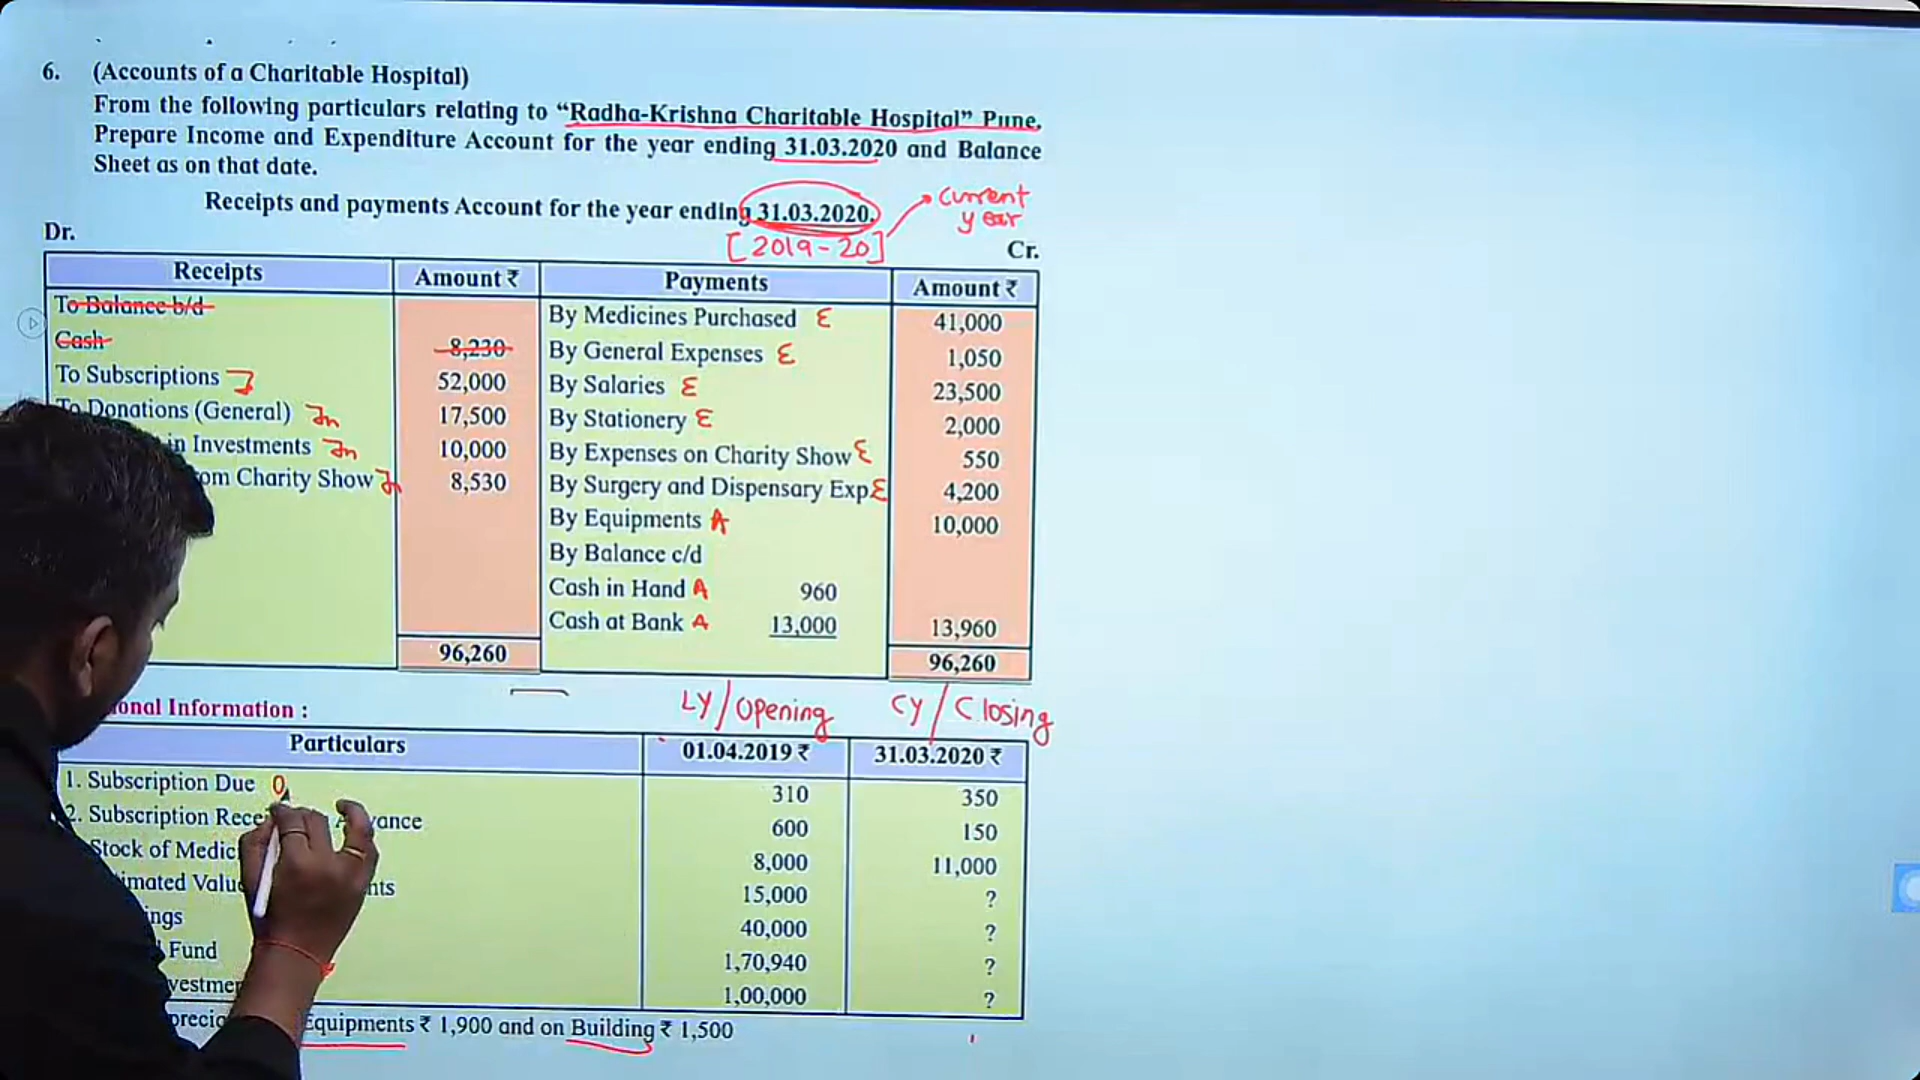 6. (Accounts of a Charitable Hospital)
From the following particulars relating to “Radha-Krishna Charitable Hospital” Pune,
Prepare Income and Expenditure Account for the year ending 31.03.2020 and Balance
Sheet as on that date.
Receipts and payments Account for the year ending 31.03.2020.
current
year
[2019-20]
Dr. Cr.
Receipts Amount ₹ Payments Amount ₹
To Balance b/d By Medicines Purchased E 41,000
Cash 8,230 By General Expenses E 1,050
To Subscriptions 52,000 By Salaries E 23,500
To Donations (General) In 17,500 By Stationery E 2,000
in Investments In 10,000 By Expenses on Charity Show E 550
om Charity Show 8,530 By Surgery and Dispensary Exp E 4,200
By Equipments A 10,000
By Balance c/d
Cash in Hand A 960
Cash at Bank A 13,000 13,960
96,260 96,260
LY/Opening CY/Closing
onal Information :
Particulars 01.04.2019 ₹ 31.03.2020 ₹
1. Subscription Due 310 350
2. Subscription Rece vance 600 150
Stock of Medic 8,000 11,000
imated Valu nts 15,000 ?
ngs 40,000 ?
Fund 1,70,940 ?
vestme 1,00,000 ?
precia Equipments ₹ 1,900 and on Building ₹ 1,500